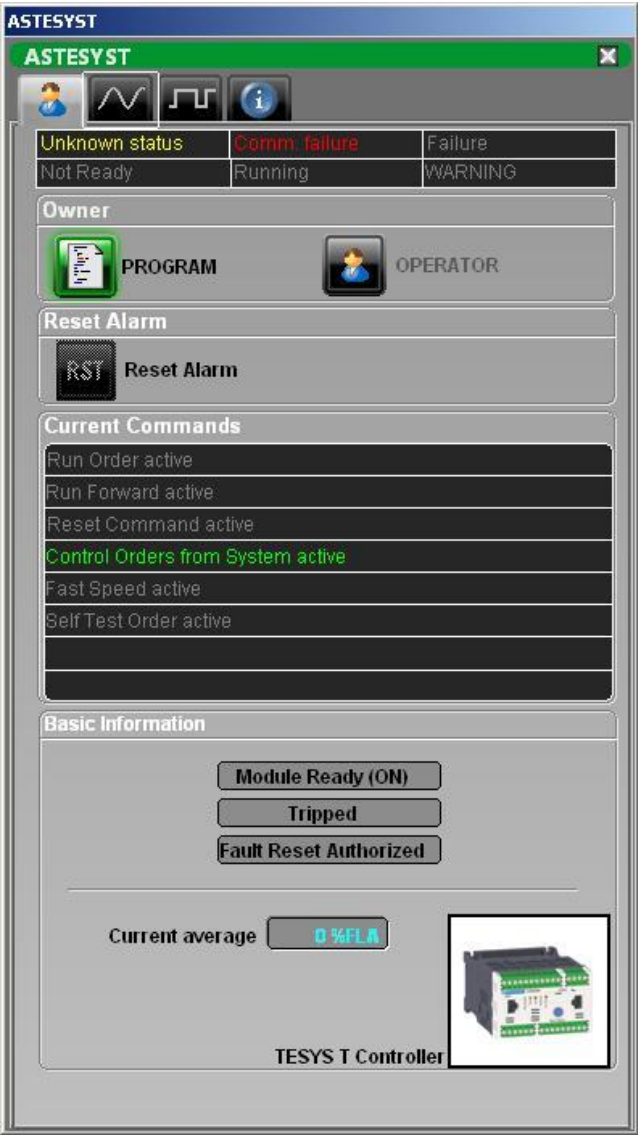 ASTESYST
ASTESYST
Unknown status Comm. failure Failure
Not Ready Running WARNING
Owner
PROGRAM OPERATOR
Reset Alarm
RST Reset Alarm
Current Commands
Run Order active
Run Forward active
Reset Command active
Control Orders from System active
Fast Speed active
Self Test Order active
Basic Information
Module Ready (ON)
Tripped
Fault Reset Authorized
Current average 0 %FLA
TESYS T Controller